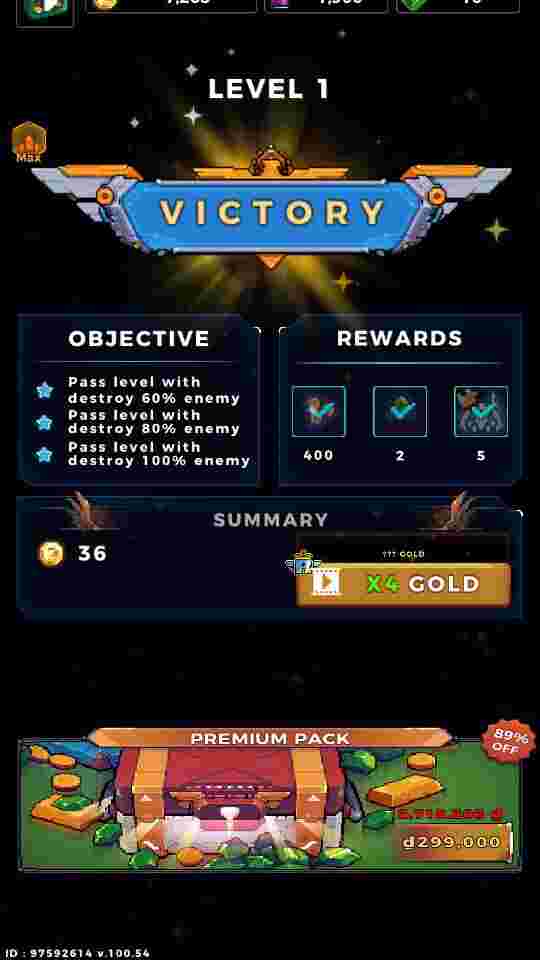 LEVEL 1
Max
VICTORY
OBJECTIVE
Pass level with
destroy 60% enemy
Pass level with
destroy 80% enemy
Pass level with
destroy 100% enemy
REWARDS
400 2 5
SUMMARY
36
??? GOLD
X4 GOLD
PREMIUM PACK
89%
OFF
₫299,000
ID : 97592614 v.100.54